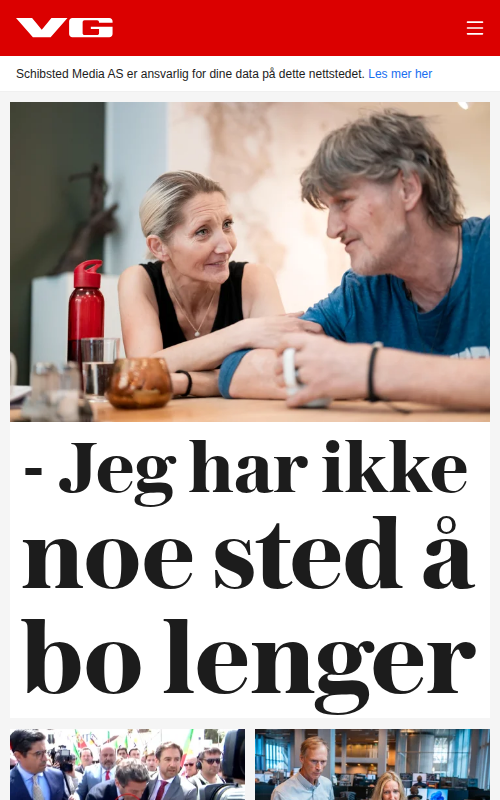 VG
Schibsted Media AS er ansvarlig for dine data på dette nettstedet. Les mer her
- Jeg har ikke
noe sted å
bo lenger